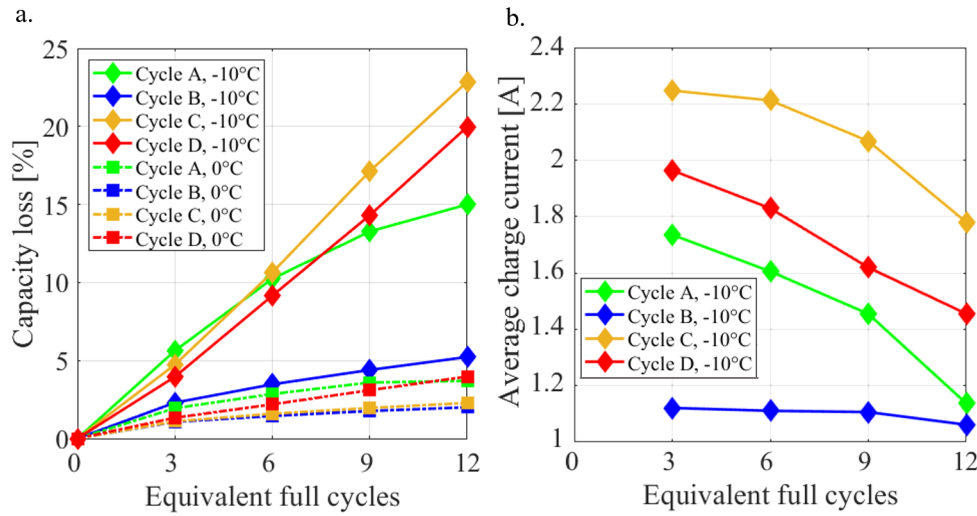 a.
25
20
15
10
5
0
Capacity loss [%]
Cycle A, -10°C
Cycle B, -10°C
Cycle C, -10°C
Cycle D, -10°C
Cycle A, 0°C
Cycle B, 0°C
Cycle C, 0°C
Cycle D, 0°C
0 3 6 9 12
Equivalent full cycles
b.
2.4
2.2
2
1.8
1.6
1.4
1.2
1
Average charge current [A]
Cycle A, -10°C
Cycle B, -10°C
Cycle C, -10°C
Cycle D, -10°C
0 3 6 9 12
Equivalent full cycles